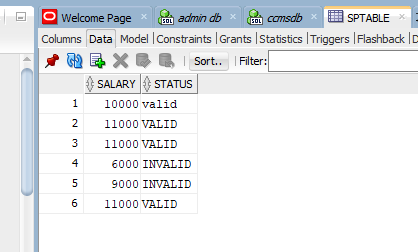 Welcome Page admin db ccmsdb SPTABLE
Columns Data Model Constraints Grants Statistics Triggers Flashback
SQL Sort.. Filter:
SALARY STATUS
1 10000 valid
2 11000 VALID
3 11000 VALID
4 6000 INVALID
5 9000 INVALID
6 11000 VALID